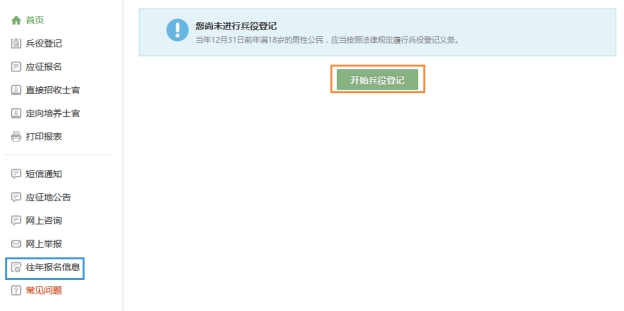 首页
兵役登记
应征报名
直接招收士官
定向培养士官
打印报表
短信通知
应征地公告
网上咨询
网上举报
往年报名信息
常见问题
您尚未进行兵役登记
当年12月31日前年满18岁的男性公民，应当按照法律规定履行兵役登记义务。
开始兵役登记